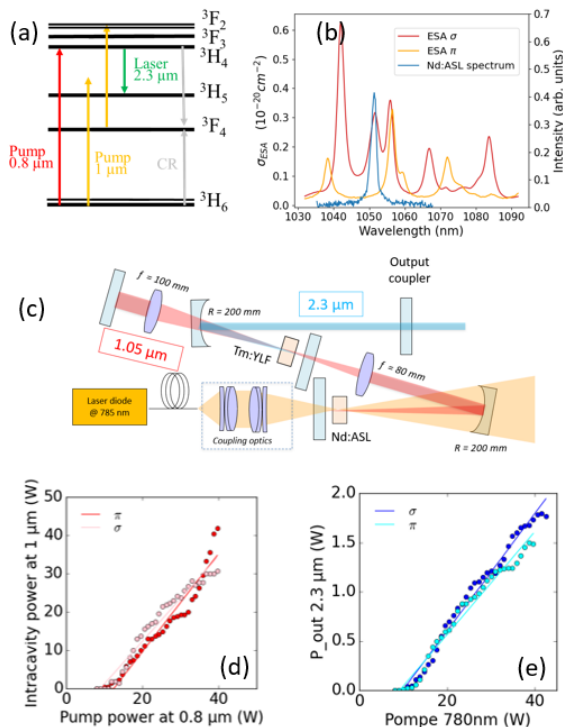 (a)
³F₂
³F₃
³H₄
Laser
2.3 µm
³H₅
³F₄
Pump
0.8 µm
Pump
1 µm
CR
³H₆
(b)
ESA σ
ESA π
Nd:ASL spectrum
σESA (10⁻²⁰cm⁻²)
0.6
0.5
0.4
0.3
0.2
0.1
0.0
0.7
0.6
0.5
0.4
0.3
0.2
0.1
0.0
Intensity (arb. units)
1030 1040 1050 1060 1070 1080 1090
Wavelength (nm)
(c)
Output
coupler
f = 100 mm
R = 200 mm
2.3 µm
1.05 µm
Tm:YLF
f = 80 mm
Laser diode
@ 785 nm
Coupling optics
Nd:ASL
R = 200 mm
Intracavity power at 1 µm (W)
50
40
30
20
10
0
π
σ
(d)
0 20 40
Pump power at 0.8 µm (W)
P_out 2.3 µm (W)
2.0
1.5
1.0
0.5
0.0
σ
π
(e)
0 20 40
Pompe 780nm (W)